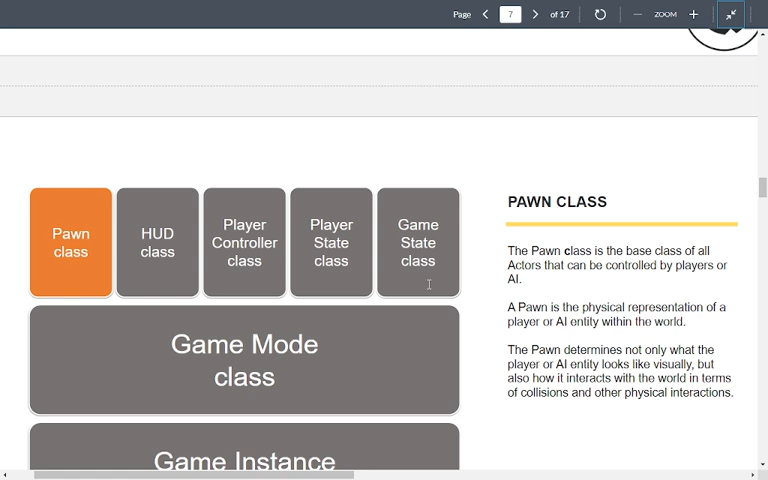 Page 7 of 17 ZOOM
Pawn
class
HUD
class
Player
Controller
class
Player
State
class
Game
State
class
Game Mode
class
Game Instance
PAWN CLASS
The Pawn class is the base class of all
Actors that can be controlled by players or
AI.
A Pawn is the physical representation of a
player or AI entity within the world.
The Pawn determines not only what the
player or AI entity looks like visually, but
also how it interacts with the world in terms
of collisions and other physical interactions.